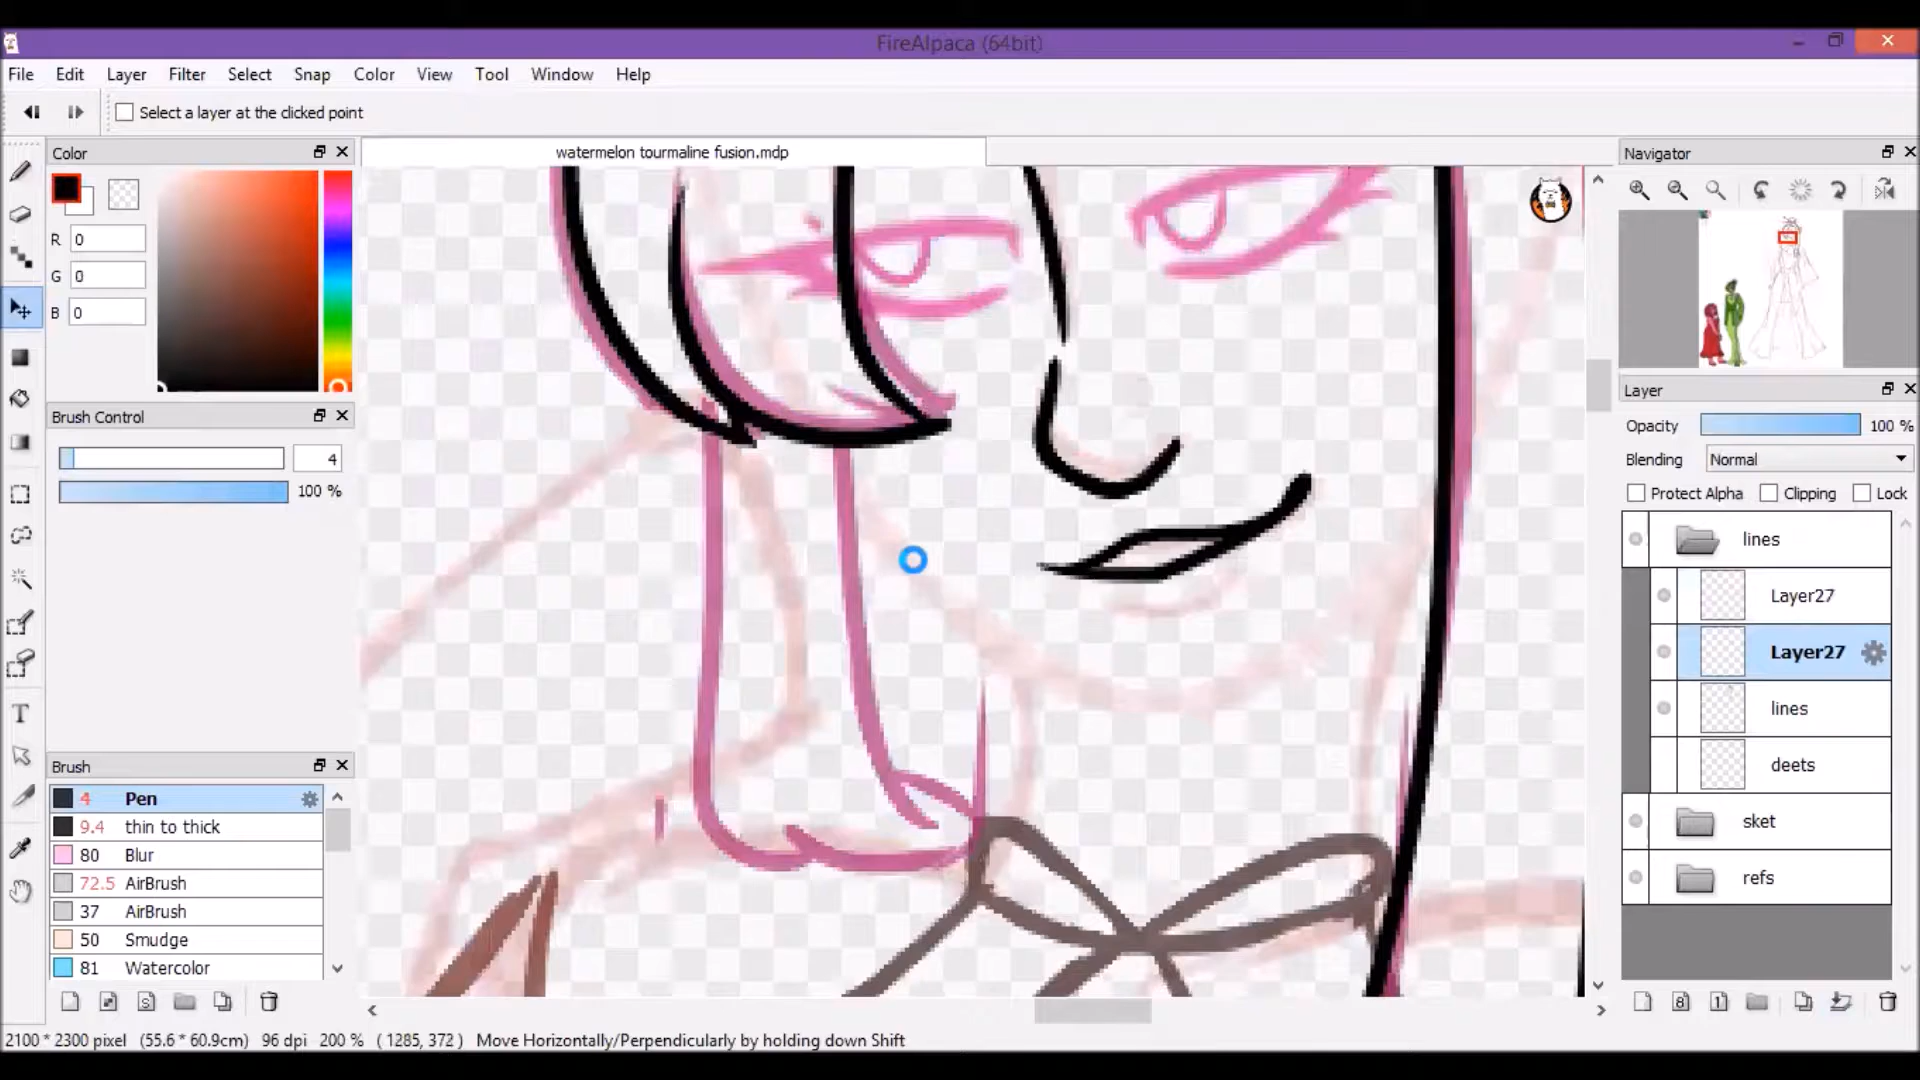 FireAlpaca (64bit)
File Edit Layer Filter Select Snap Color View Tool Window Help
Select a layer at the clicked point
Color
watermelon tourmaline fusion.mdp
Navigator
R 0
G 0
B 0
Brush Control
4
100 %
Layer
Opacity 100 %
Blending Normal
Protect Alpha Clipping Lock
lines
Layer27
Layer27
lines
deets
sket
refs
Brush
4 Pen
9.4 thin to thick
80 Blur
72.5 AirBrush
37 AirBrush
50 Smudge
81 Watercolor
2100 * 2300 pixel (55.6 * 60.9cm) 96 dpi 200 % ( 1285, 372 ) Move Horizontally/Perpendicularly by holding down Shift